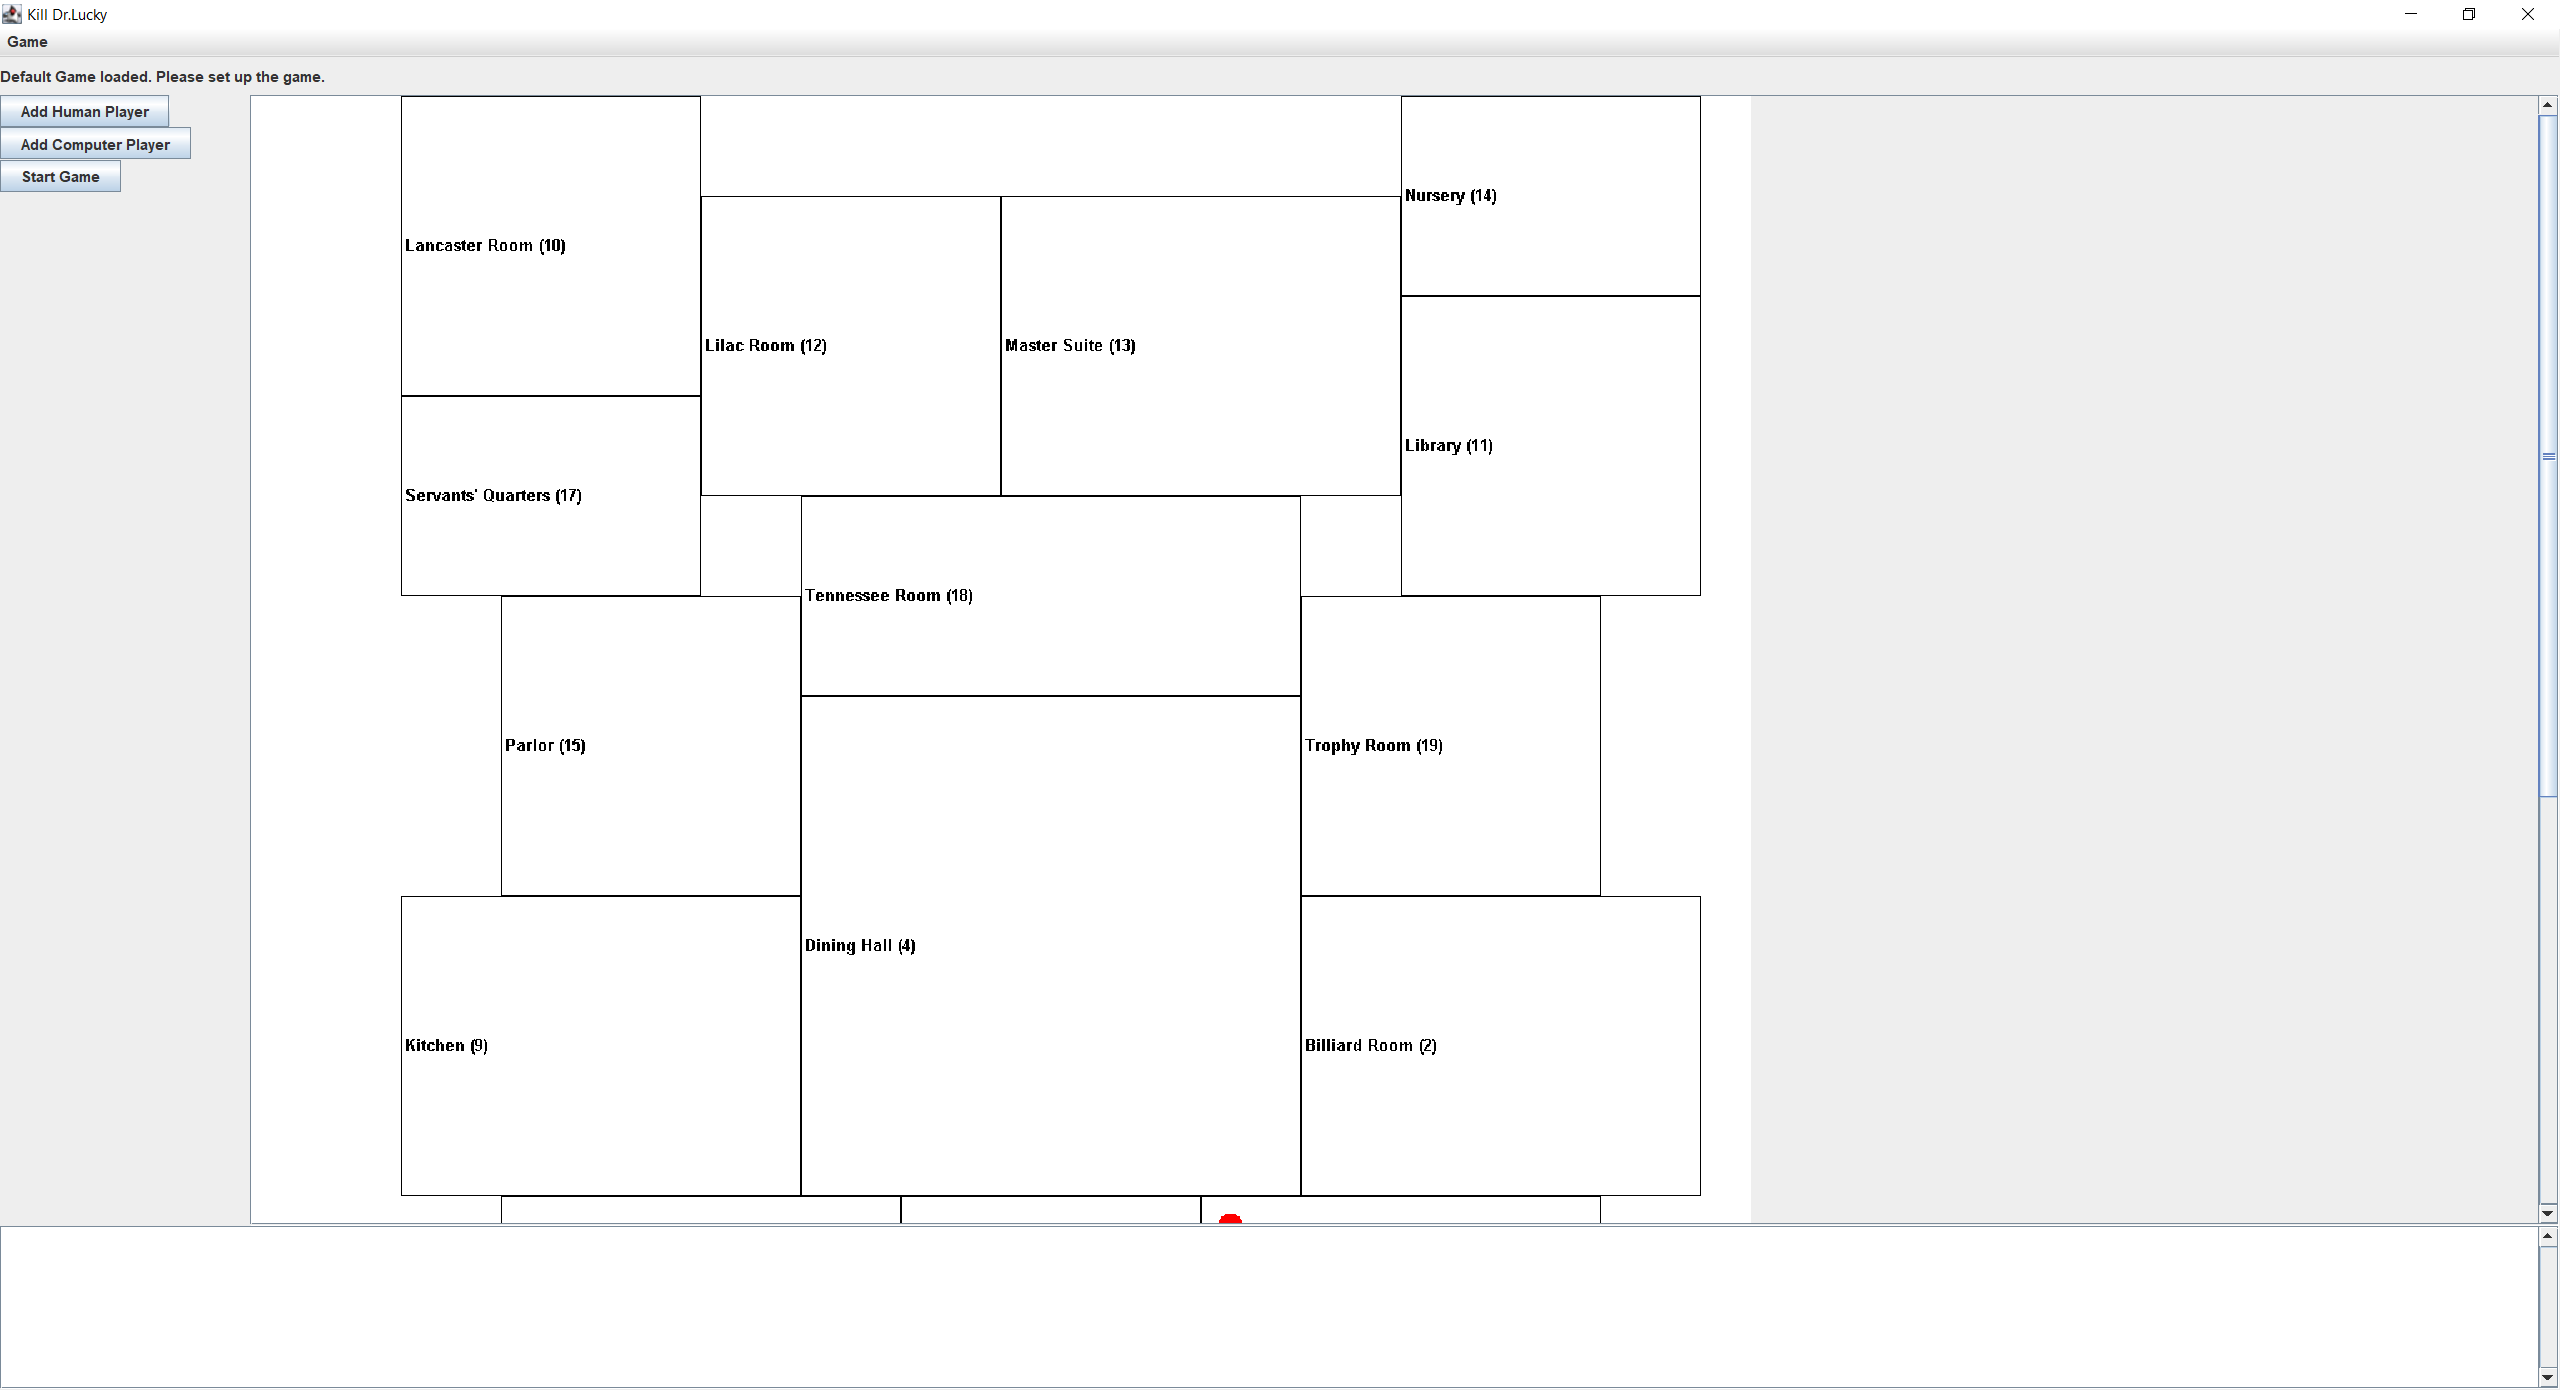 Kill Dr.Lucky
Game
Default Game loaded. Please set up the game.
Add Human Player
Add Computer Player
Start Game
Nursery (14)
Lancaster Room (10)
Lilac Room (12)
Master Suite (13)
Library (11)
Servants' Quarters (17)
Tennessee Room (18)
Parlor (15)
Trophy Room (19)
Dining Hall (4)
Kitchen (9)
Billiard Room (2)